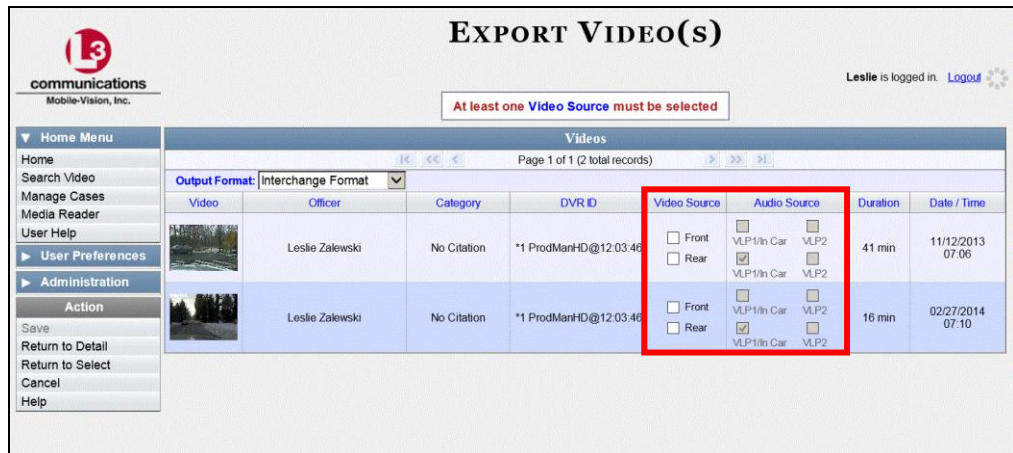 EXPORT VIDEO(S)
L3
communications
Mobile-Vision, Inc.
Leslie is logged in. Logout
At least one Video Source must be selected
Home Menu
Home
Search Video
Manage Cases
Media Reader
User Help
User Preferences
Administration
Action
Save
Return to Detail
Return to Select
Cancel
Help
Videos
Page 1 of 1 (2 total records)
Output Format: Interchange Format
Video Officer Category DVR ID Video Source Audio Source Duration Date / Time
Leslie Zalewski No Citation *1 ProdManHD@12:03:46 41 min 11/12/2013 07:06
Front VLP1/In Car VLP2
Rear VLP1/In Car VLP2
Leslie Zalewski No Citation *1 ProdManHD@12:03:46 16 min 02/27/2014 07:10
Front VLP1/In Car VLP2
Rear VLP1/In Car VLP2